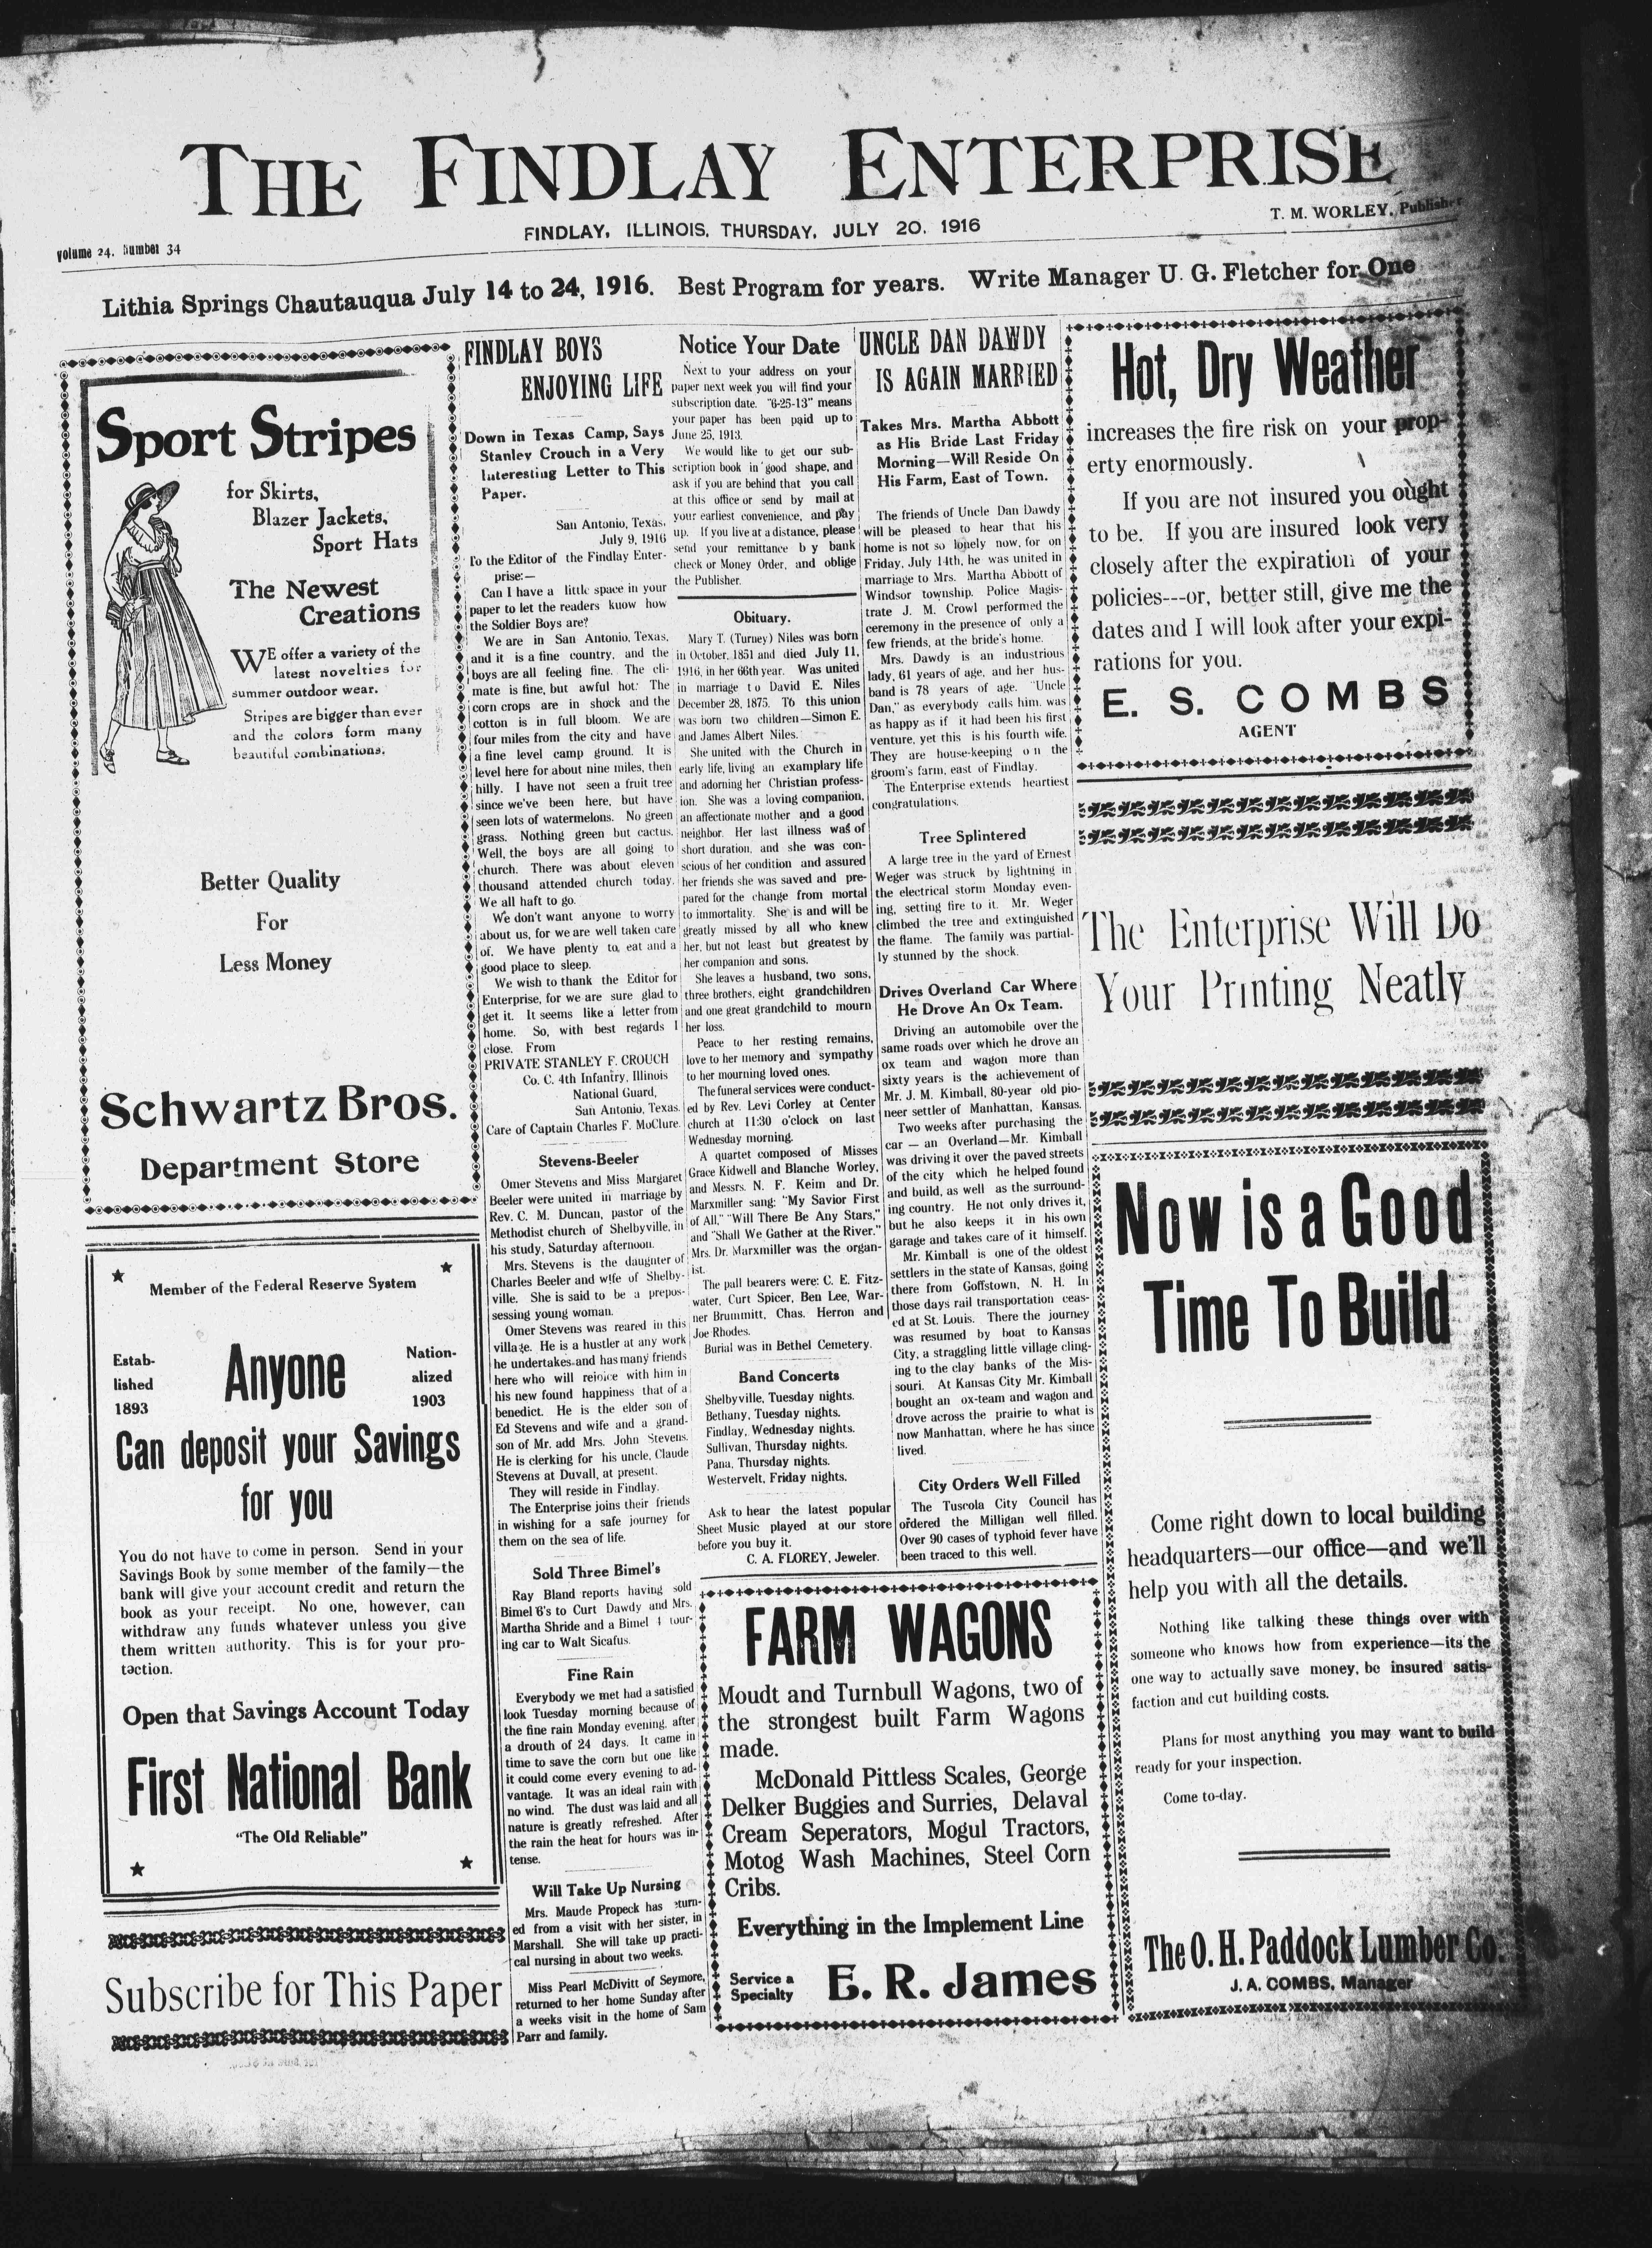 THE FINDLAY ENTERPRISE
volume 24. Number 34
FINDLAY, ILLINOIS, THURSDAY, JULY 20, 1916
T. M. WORLEY, Publisher
Lithia Springs Chautauqua July 14 to 24, 1916. Best Program for years. Write Manager U. G. Fletcher for One
Sport Stripes
for Skirts,
Blazer Jackets,
Sport Hats
The Newest
Creations
WE offer a variety of the
latest novelties for
summer outdoor wear.
Stripes are bigger than ever
and the colors form many
beautiful combinations.
Better Quality
For
Less Money
Schwartz Bros.
Department Store
★ ★
Member of the Federal Reserve System
Estab-
lished
1893
Anyone
Nation-
alized
1903
Can deposit your Savings
for you
You do not have to come in person. Send in your
Savings Book by some member of the family—the
bank will give your account credit and return the
book as your receipt. No one, however, can
withdraw any funds whatever unless you give
them written authority. This is for your pro-
tection.
Open that Savings Account Today
First National Bank
"The Old Reliable"
★ ★
Subscribe for This Paper
FINDLAY BOYS
ENJOYING LIFE
Down in Texas Camp, Says
Stanley Crouch in a Very
Interesting Letter to This
Paper.
San Antonio, Texas,
July 9, 1916
To the Editor of the Findlay Enter-
prise:—
Can I have a little space in your
paper to let the readers kuow how
the Soldier Boys are?
We are in San Antonio, Texas,
and it is a fine country, and the
boys are all feeling fine. The cli-
mate is fine, but awful hot. The
corn crops are in shock and the
cotton is in full bloom. We are
four miles from the city and have
a fine level camp ground. It is
level here for about nine miles, then
hilly. I have not seen a fruit tree
since we've been here, but have
seen lots of watermelons. No green
grass. Nothing green but cactus.
Well, the boys are all going to
church. There was about eleven
thousand attended church today.
We all haft to go.
We don't want anyone to worry
about us, for we are well taken care
of. We have plenty to eat and a
good place to sleep.
We wish to thank the Editor for
Enterprise, for we are sure glad to
get it. It seems like a letter from
home. So, with best regards I
close. From
PRIVATE STANLEY F. CROUCH
Co. C. 4th Infantry, Illinois
National Guard,
San Antonio, Texas.
Care of Captain Charles F. McClure.
Stevens-Beeler
Omer Stevens and Miss Margaret
Beeler were united in marriage by
Rev. C. M. Duncan, pastor of the
Methodist church of Shelbyville, in
his study, Saturday afternoon.
Mrs. Stevens is the daughter of
Charles Beeler and wife of Shelby-
ville. She is said to be a prepos-
sessing young woman.
Omer Stevens was reared in this
village. He is a hustler at any work
he undertakes and has many friends
here who will rejoice with him in
his new found happiness that of a
benedict. He is the elder son of
Ed Stevens and wife and a grand-
son of Mr. add Mrs. John Stevens.
He is clerking for his uncle, Claude
Stevens at Duvall, at present.
They will reside in Findlay.
The Enterprise joins their friends
in wishing for a safe journey for
them on the sea of life.
Sold Three Bimel's
Ray Bland reports having sold
Bimel 6's to Curt Dawdy and Mrs.
Martha Shride and a Bimel 4 tour-
ing car to Walt Sicafus.
Fine Rain
Everybody we met had a satisfied
look Tuesday morning because of
the fine rain Monday evening, after
a drouth of 24 days. It came in
time to save the corn but one like
it could come every evening to ad-
vantage. It was an ideal rain with
no wind. The dust was laid and all
nature is greatly refreshed. After
the rain the heat for hours was in-
tense.
Will Take Up Nursing
Mrs. Maude Propeck has eturn-
ed from a visit with her sister, in
Marshall. She will take up practi-
cal nursing in about two weeks.
Miss Pearl McDivitt of Seymore,
returned to her home Sunday after
a weeks visit in the home of Sam
Parr and family.
Notice Your Date
Next to your address on your
paper next week you will find your
subscription date. "6-25-13" means
your paper has been paid up to
June 25, 1913.
We would like to get our sub-
scription book in good shape, and
ask if you are behind that you call
at this office or send by mail at
your earliest convenience, and pay
up. If you live at a distance, please
send your remittance by bank
check or Money Order, and oblige
the Publisher.
Obituary.
Mary T. (Turney) Niles was born
in October, 1851 and died July 11,
1916, in her 66th year. Was united
in marriage to David E. Niles
December 28, 1875. To this union
was born two children—Simon E.
and James Albert Niles.
She united with the Church in
early life, living an examplary life
and adorning her Christian profess-
ion. She was a loving companion,
an affectionate mother and a good
neighbor. Her last illness was of
short duration, and she was con-
scious of her condition and assured
her friends she was saved and pre-
pared for the change from mortal
to immortality. She is and will be
greatly missed by all who knew
her, but not least but greatest by
her companion and sons.
She leaves a husband, two sons,
three brothers, eight grandchildren
and one great grandchild to mourn
her loss.
Peace to her resting remains,
love to her memory and sympathy
to her mourning loved ones.
The funeral services were conduct-
ed by Rev. Levi Corley at Center
church at 11:30 o'clock on last
Wednesday morning.
A quartet composed of Misses
Grace Kidwell and Blanche Worley,
and Messrs. N. F. Keim and Dr.
Marxmiller sang: "My Savior First
of All," "Will There Be Any Stars,"
and "Shall We Gather at the River."
Mrs. Dr. Marxmiller was the organ-
ist.
The pall bearers were: C. E. Fitz-
water, Curt Spicer, Ben Lee, War-
ner Brummitt, Chas. Herron and
Joe Rhodes.
Burial was in Bethel Cemetery.
Band Concerts
Shelbyville, Tuesday nights.
Bethany, Tuesday nights.
Findlay, Wednesday nights.
Sullivan, Thursday nights.
Pana, Thursday nights.
Westervelt, Friday nights.
Ask to hear the latest popular
Sheet Music played at our store
before you buy it.
C. A. FLOREY, Jeweler.
UNCLE DAN DAWDY
IS AGAIN MARRIED
Takes Mrs. Martha Abbott
as His Bride Last Friday
Morning—Will Reside On
His Farm, East of Town.
The friends of Uncle Dan Dawdy
will be pleased to hear that his
home is not so lonely now, for on
Friday, July 14th, he was united in
marriage to Mrs. Martha Abbott of
Windsor township. Police Magis-
trate J. M. Crowl performed the
ceremony in the presence of only a
few friends, at the bride's home.
Mrs. Dawdy is an industrious
lady, 61 years of age, and her hus-
band is 78 years of age. "Uncle
Dan," as everybody calls him, was
as happy as if it had been his first
venture, yet this is his fourth wife.
They are house-keeping on the
groom's farm, east of Findlay.
The Enterprise extends heartiest
congratulations.
Tree Splintered
A large tree in the yard of Ernest
Weger was struck by lightning in
the electrical storm Monday even-
ing, setting fire to it. Mr. Weger
climbed the tree and extinguished
the flame. The family was partial-
ly stunned by the shock.
Drives Overland Car Where
He Drove An Ox Team.
Driving an automobile over the
same roads over which he drove an
ox team and wagon more than
sixty years is the achievement of
Mr. J. M. Kimball, 80-year old pio-
neer settler of Manhattan, Kansas.
Two weeks after purchasing the
car — an Overland—Mr. Kimball
was driving it over the paved streets
of the city which he helped found
and build, as well as the surround-
ing country. He not only drives it,
but he also keeps it in his own
garage and takes care of it himself.
Mr. Kimball is one of the oldest
settlers in the state of Kansas, going
there from Goffstown, N. H. In
those days rail transportation ceas-
ed at St. Louis. There the journey
was resumed by boat to Kansas
City, a straggling little village cling-
ing to the clay banks of the Mis-
souri. At Kansas City Mr. Kimball
bought an ox-team and wagon and
drove across the prairie to what is
now Manhattan, where he has since
lived.
City Orders Well Filled
The Tuscola City Council has
ordered the Milligan well filled.
Over 90 cases of typhoid fever have
been traced to this well.
FARM WAGONS
Moudt and Turnbull Wagons, two of
the strongest built Farm Wagons
made.
McDonald Pittless Scales, George
Delker Buggies and Surries, Delaval
Cream Seperators, Mogul Tractors,
Motog Wash Machines, Steel Corn
Cribs.
Everything in the Implement Line
Service a
Specialty
E. R. James
Hot, Dry Weather
increases the fire risk on your prop-
erty enormously.
If you are not insured you ought
to be. If you are insured look very
closely after the expiration of your
policies---or, better still, give me the
dates and I will look after your expi-
rations for you.
E. S. COMBS
AGENT
The Enterprise Will Do
Your Printing Neatly
Now is a Good
Time To Build
Come right down to local building
headquarters—our office—and we'll
help you with all the details.
Nothing like talking these things over with
someone who knows how from experience—its the
one way to actually save money, be insured satis-
faction and cut building costs.
Plans for most anything you may want to build
ready for your inspection.
Come to-day.
The O. H. Paddock Lumber Co.
J. A. COMBS, Manager